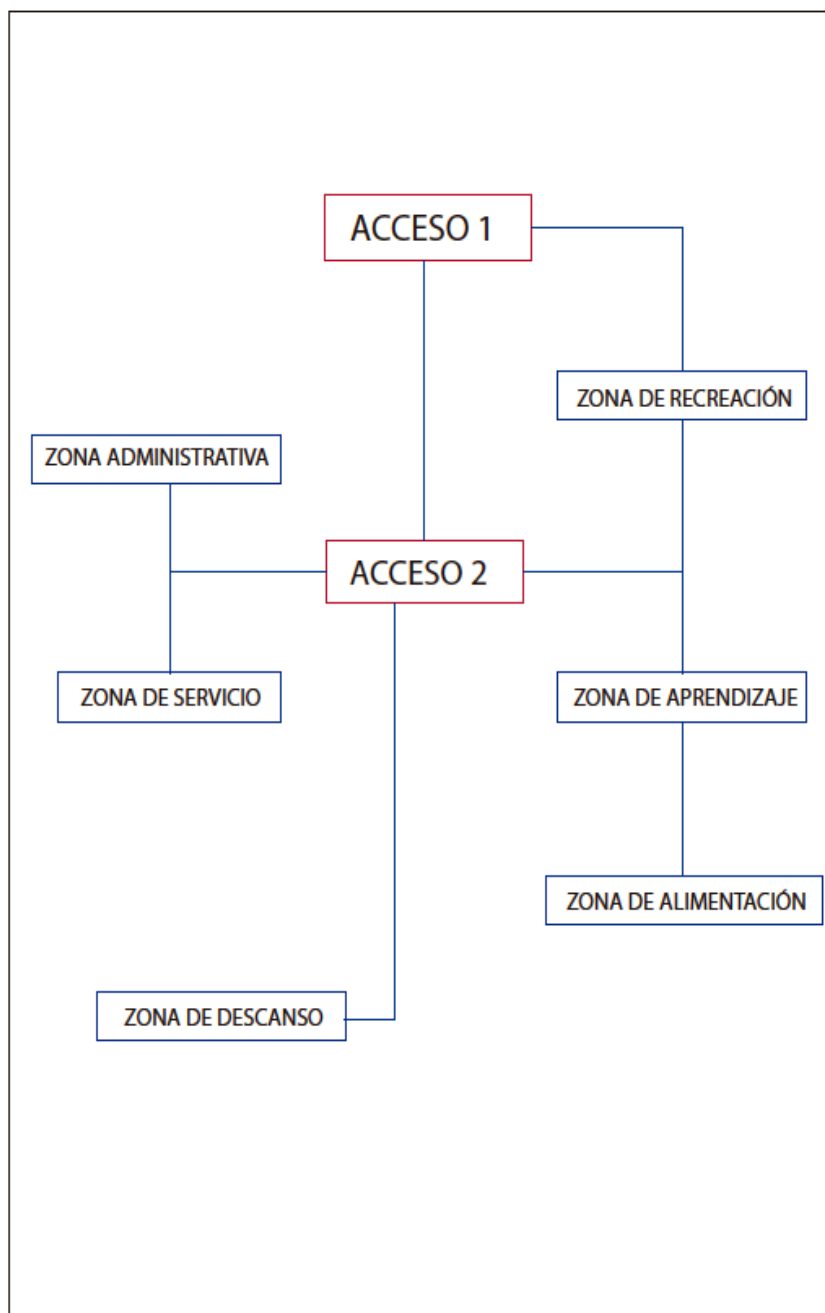 ACCESO 1
ZONA DE RECREACIÓN
ZONA ADMINISTRATIVA
ACCESO 2
ZONA DE SERVICIO
ZONA DE APRENDIZAJE
ZONA DE ALIMENTACIÓN
ZONA DE DESCANSO